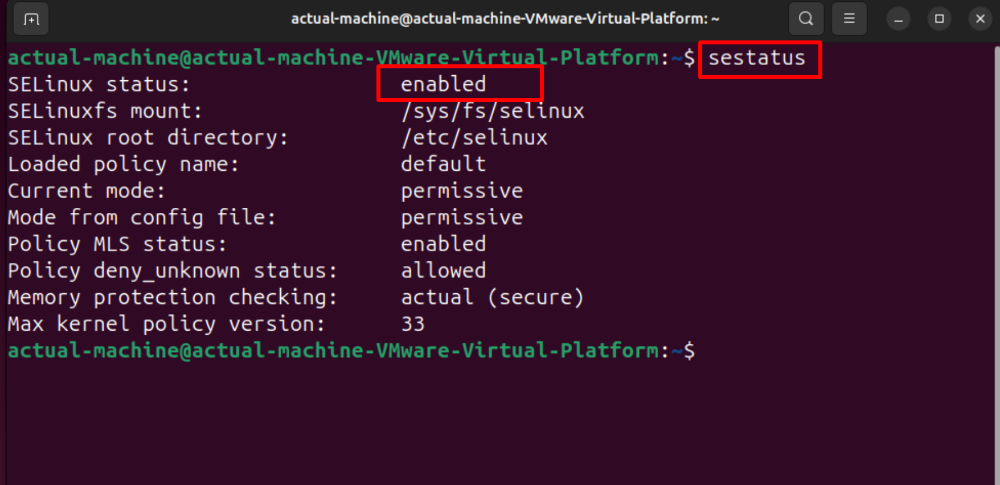 actual-machine@actual-machine-VMware-Virtual-Platform: ~
actual-machine@actual-machine-VMware-Virtual-Platform:~$ sestatus
SELinux status:                 enabled
SELinuxfs mount:                /sys/fs/selinux
SELinux root directory:         /etc/selinux
Loaded policy name:             default
Current mode:                   permissive
Mode from config file:          permissive
Policy MLS status:              enabled
Policy deny_unknown status:     allowed
Memory protection checking:     actual (secure)
Max kernel policy version:      33
actual-machine@actual-machine-VMware-Virtual-Platform:~$